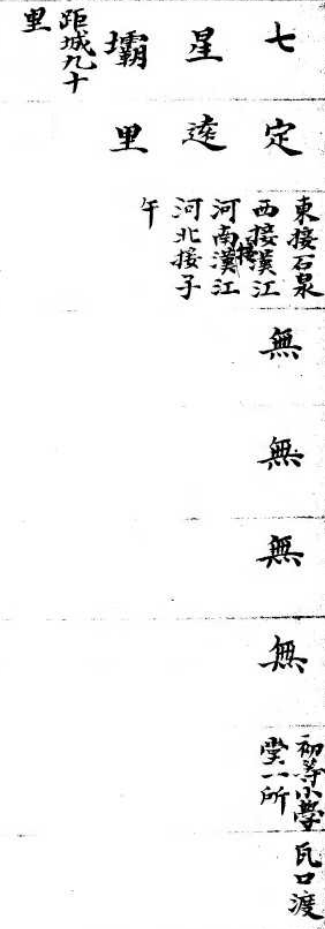 七星壩
距城九十
里
定遠里
東接石泉
西接漢江
河南接漢江
河北接子
午
無
無
無
無
初等小學
堂一所
瓦口渡